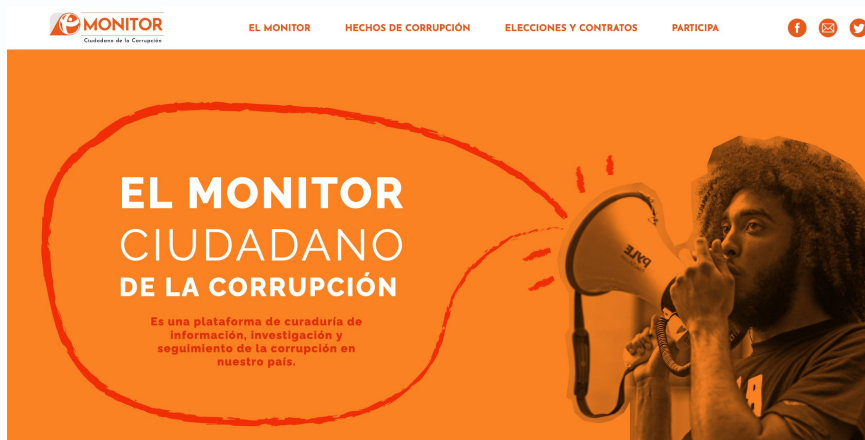 MONITOR
Ciudadano de la Corrupción
EL MONITOR
HECHOS DE CORRUPCIÓN
ELECCIONES Y CONTRATOS
PARTICIPA
EL MONITOR
CIUDADANO
DE LA CORRUPCIÓN
Es una plataforma de curaduría de
información, investigación y
seguimiento de la corrupción en
nuestro país.
PYLE